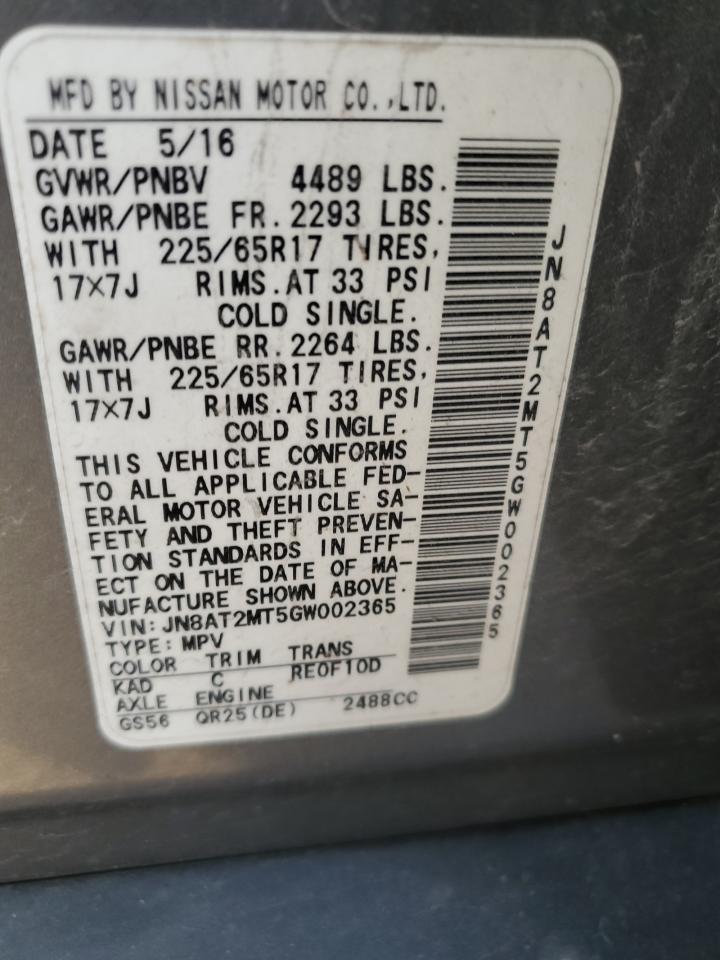 MFD BY NISSAN MOTOR CO.,LTD.
DATE 5/16
GVWR/PNBV 4489 LBS.
GAWR/PNBE FR. 2293 LBS.
WITH 225/65R17 TIRES,
17×7J RIMS.AT 33 PSI
COLD SINGLE.
GAWR/PNBE RR. 2264 LBS.
WITH 225/65R17 TIRES,
17×7J RIMS.AT 33 PSI
COLD SINGLE.
THIS VEHICLE CONFORMS
TO ALL APPLICABLE FED-
ERAL MOTOR VEHICLE SA-
FETY AND THEFT PREVEN-
TION STANDARDS IN EFF-
ECT ON THE DATE OF MA-
NUFACTURE SHOWN ABOVE.
VIN: JN8AT2MT5GW002365
TYPE: MPV
COLOR TRIM TRANS
KAD C RE0F10D
AXLE ENGINE
GS56 QR25(DE) 2488CC
JN8AT2MT5GW002365